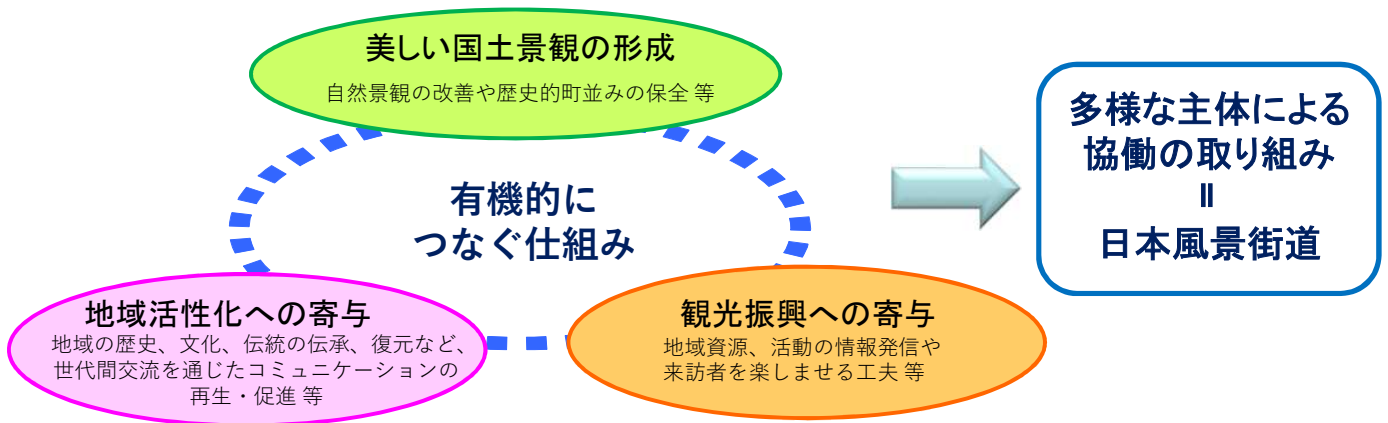 美しい国土景観の形成
自然景観の改善や歴史的町並みの保全 等
有機的に
つなぐ仕組み
地域活性化への寄与
地域の歴史、文化、伝統の伝承、復元など、
世代間交流を通じたコミュニケーションの
再生・促進 等
観光振興への寄与
地域資源、活動の情報発信や
来訪者を楽しませる工夫 等
多様な主体による
協働の取り組み
＝
日本風景街道